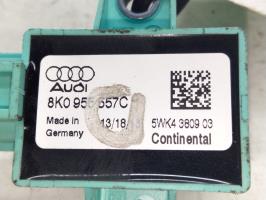 Audi
8K0 955 557C
Made in 13/18/
Germany
5WK4 3809 03
Continental